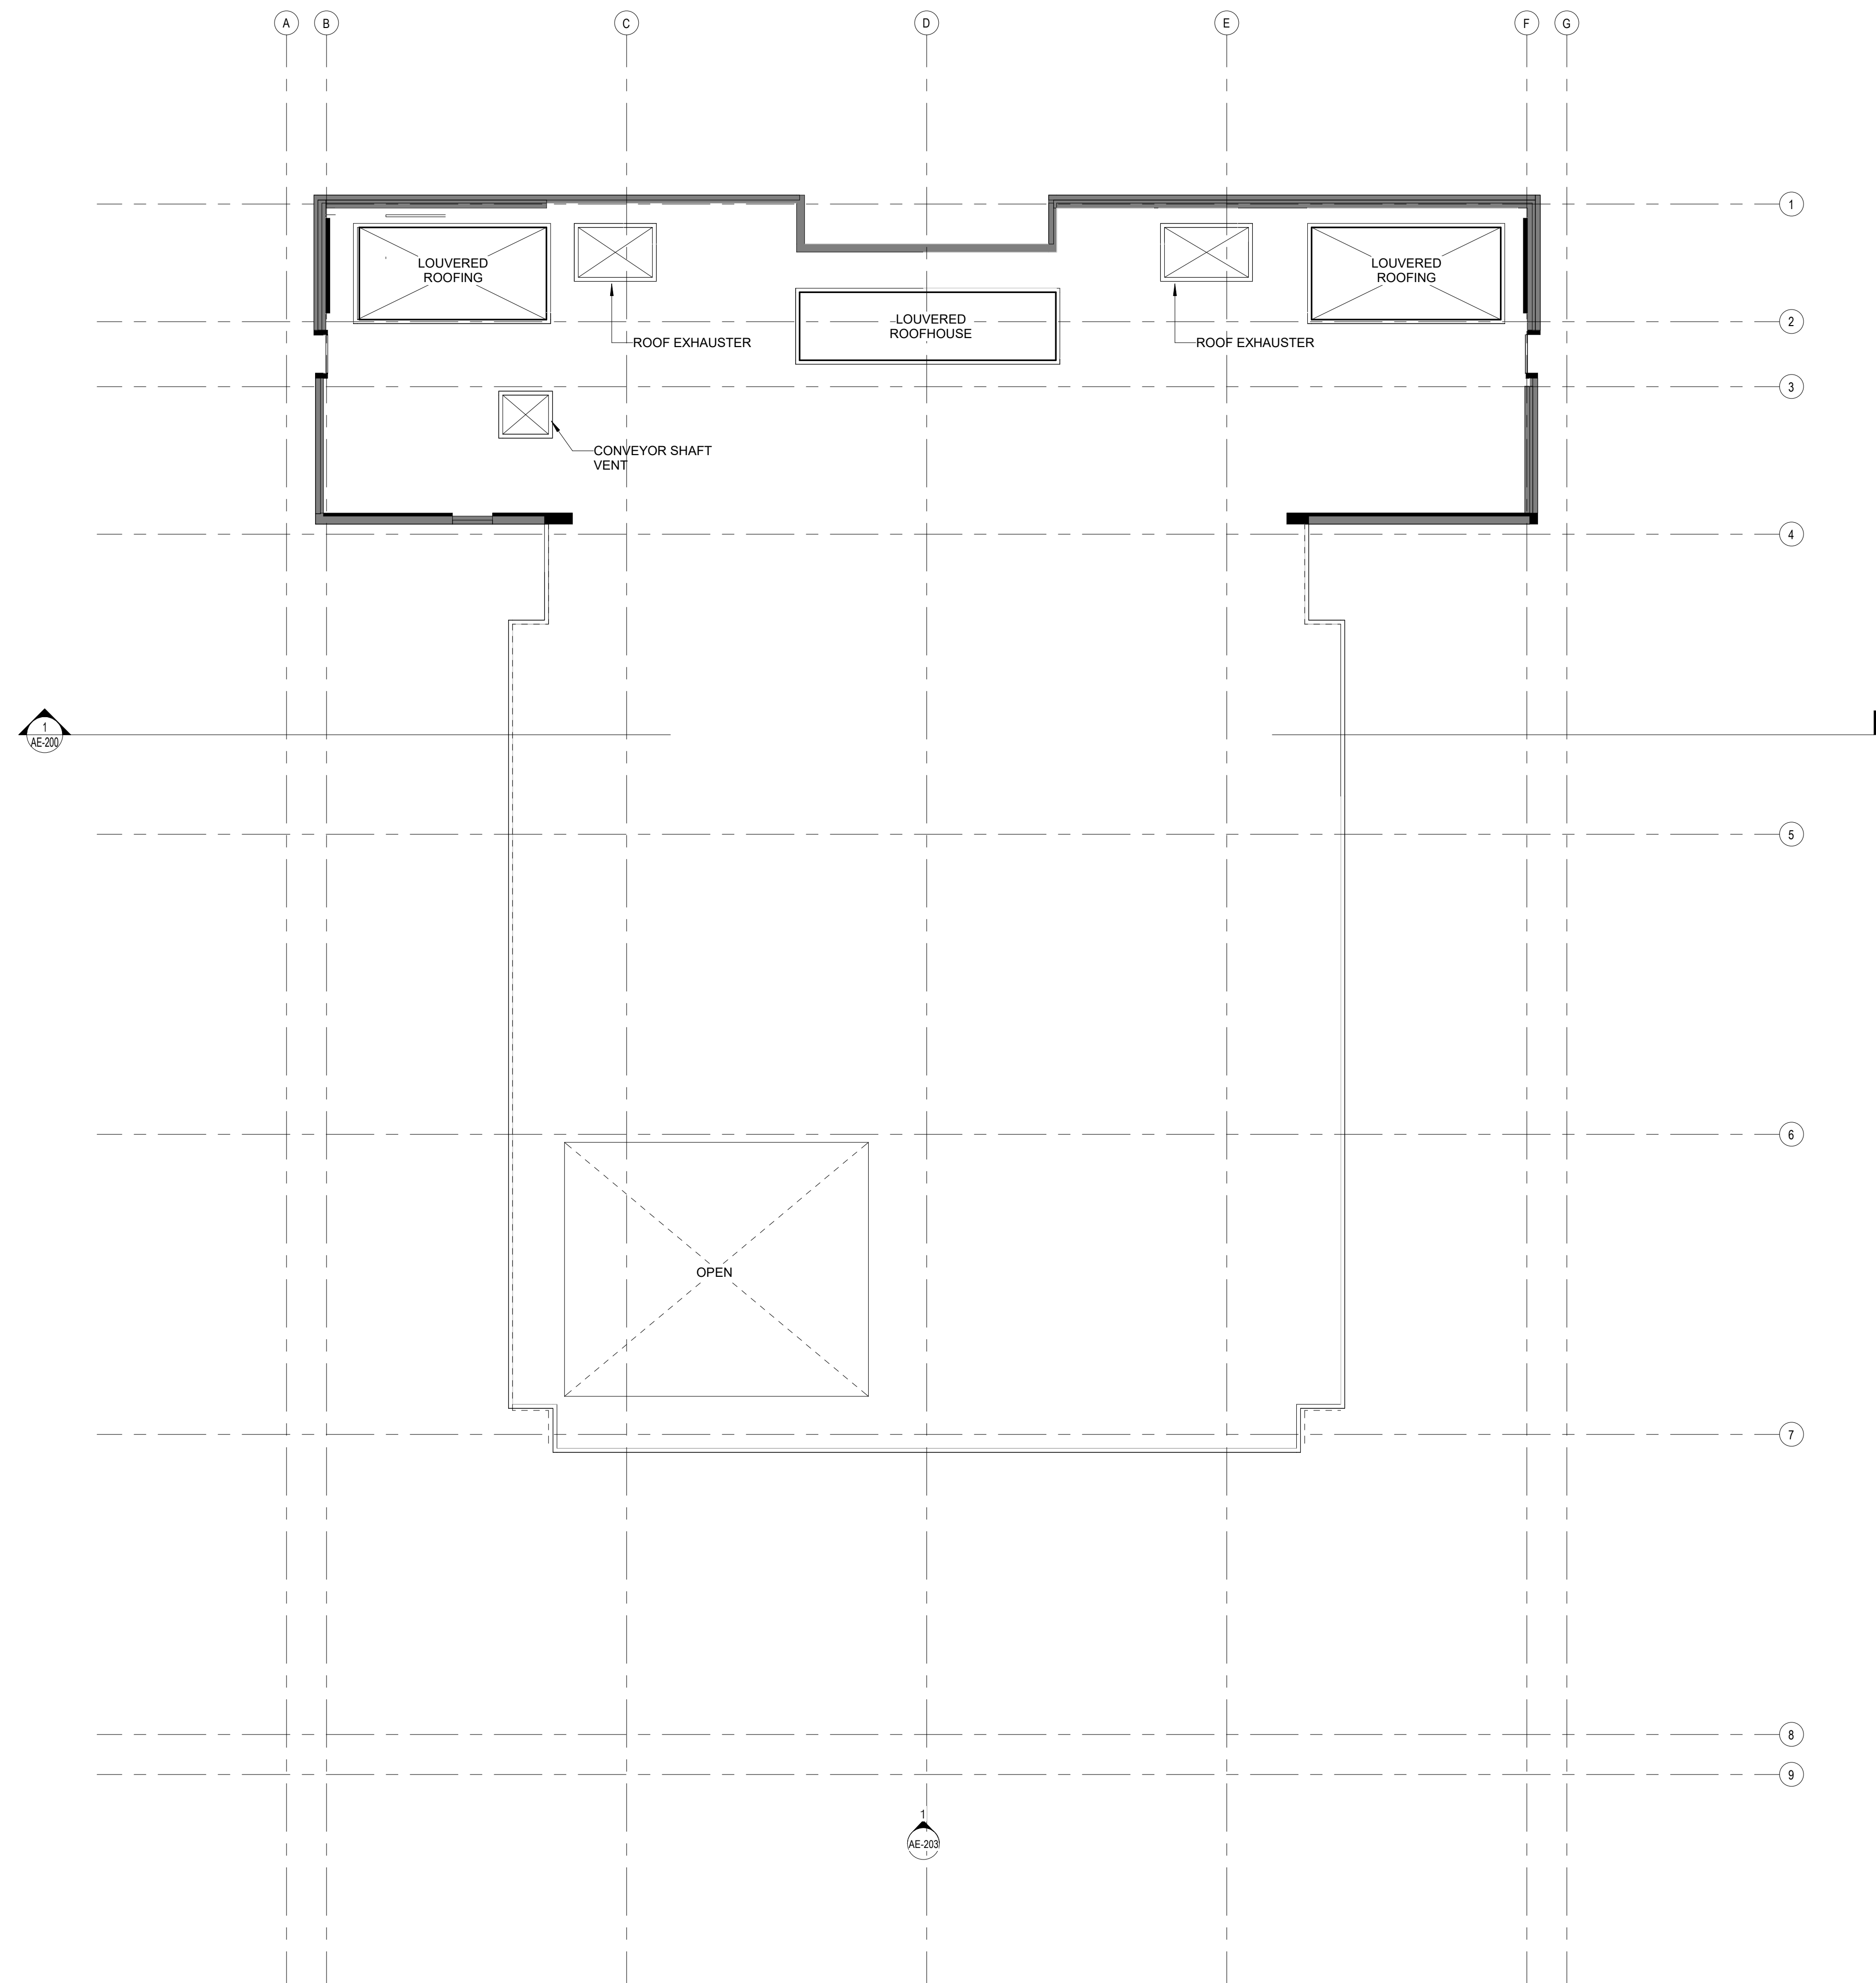 A
B
C
D
E
F
G
1
LOUVERED
ROOFING
LOUVERED
ROOFING
LOUVERED
ROOFHOUSE
2
ROOF EXHAUSTER
ROOF EXHAUSTER
3
CONVEYOR SHAFT
VENT
4
1
AE-200
5
6
OPEN
7
8
9
1
AE-203